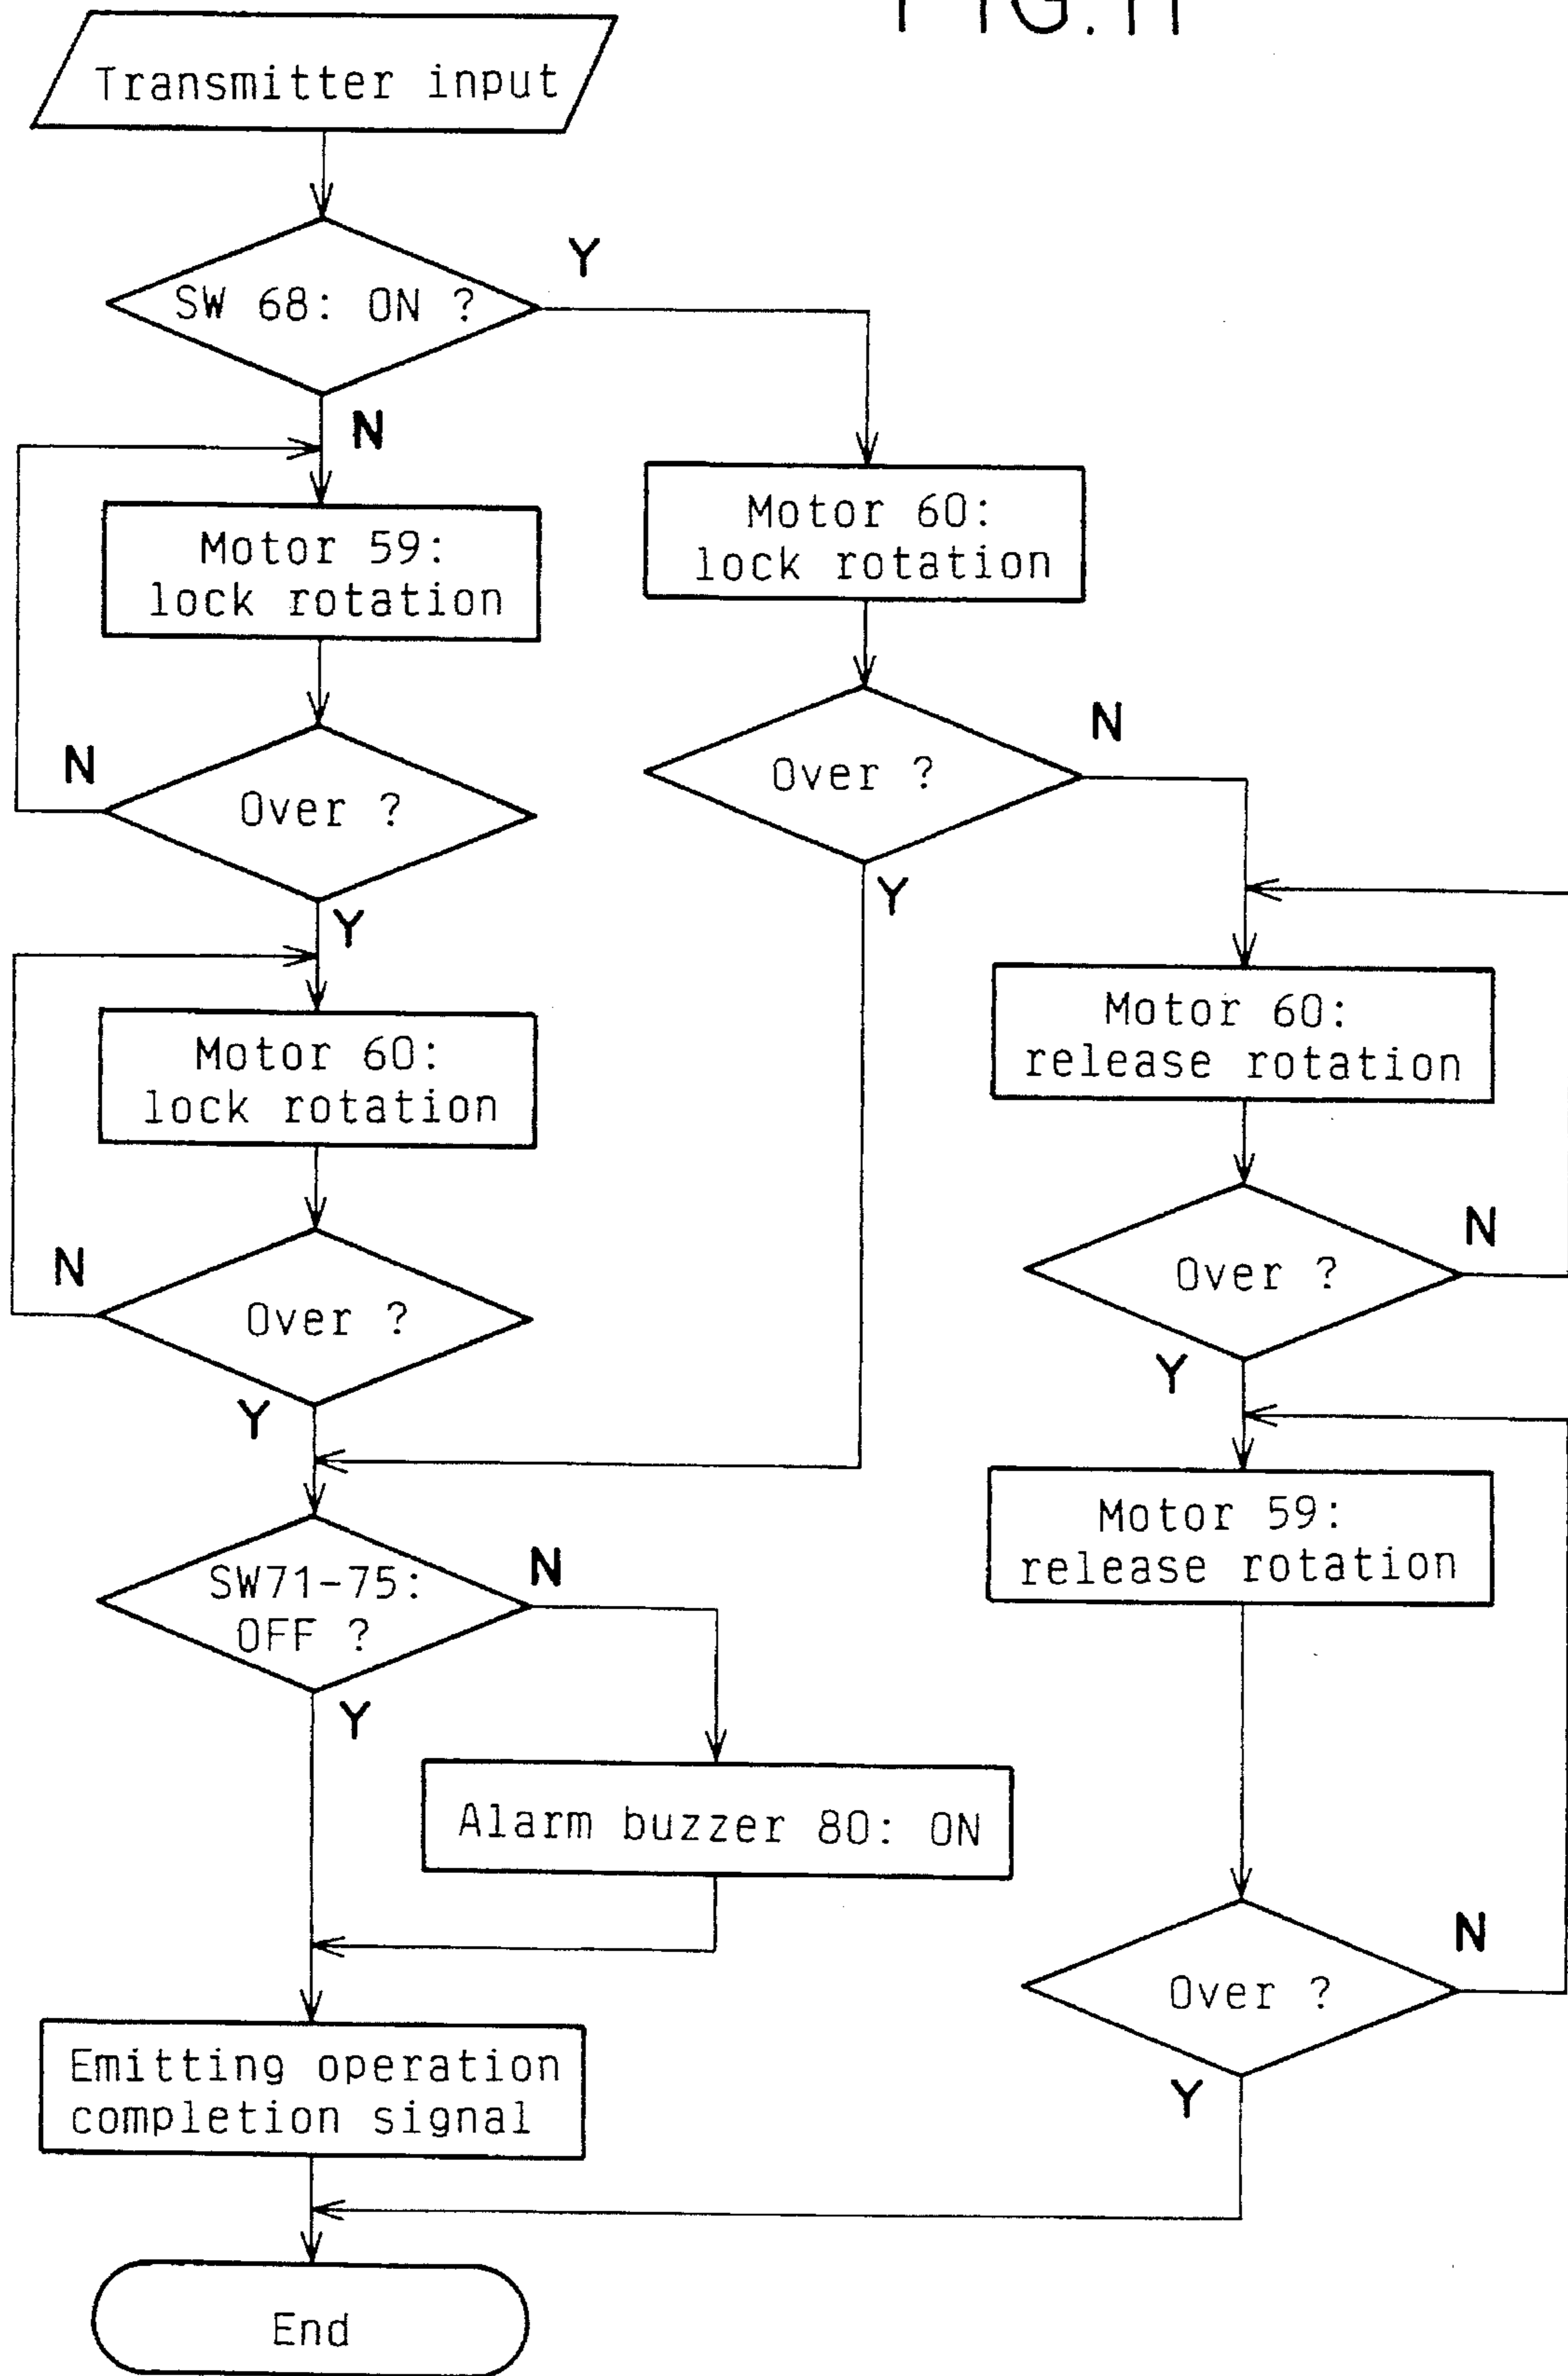 FIG.11
Transmitter input
SW 68: ON ?
Y
N
Motor 59:
lock rotation
Over ?
N
Y
Motor 60:
lock rotation
Over ?
N
Y
Motor 60:
lock rotation
Over ?
N
Y
Motor 60:
release rotation
Over ?
N
Y
Motor 59:
release rotation
Over ?
N
Y
SW71-75:
OFF ?
N
Y
Alarm buzzer 80: ON
Emitting operation
completion signal
End